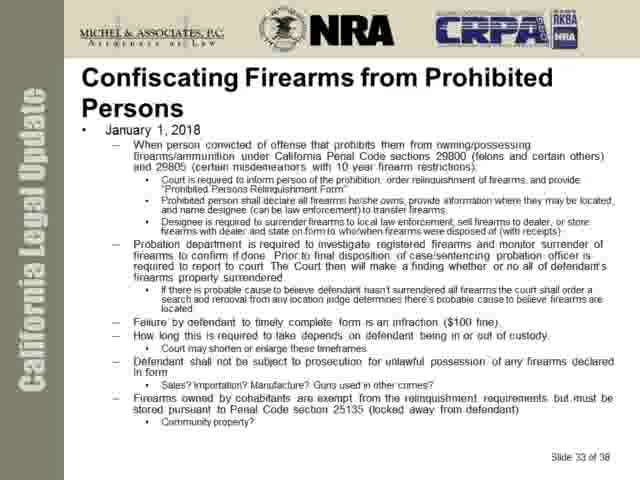 MICHEL & ASSOCIATES, P.C.
Attorneys at Law
NRA
CRPA
RKBA
NRA
California Legal Update
Confiscating Firearms from Prohibited
Persons
• January 1, 2018
– When person convicted of offense that prohibits them from owning/possessing
firearms/ammunition under California Penal Code sections 29800 (felons and certain others)
and 29805 (certain misdemeanors with 10 year firearm restrictions):
• Court is required to inform person of the prohibition, order relinquishment of firearms, and provide
"Prohibited Persons Relinquishment Form"
• Prohibited person shall declare all firearms he/she owns, provide information where they may be located,
and name designee (can be law enforcement) to transfer firearms.
• Designee is required to surrender firearms to local law enforcement, sell firearms to dealer, or store
firearms with dealer and state on form to who/when firearms were disposed of (with receipts)
– Probation department is required to investigate registered firearms and monitor surrender of
firearms to confirm if done. Prior to final disposition of case/sentencing probation officer is
required to report to court. The Court then will make a finding whether or no all of defendant's
firearms property surrendered.
• If there is probable cause to believe defendant hasn't surrendered all firearms the court shall order a
search and removal from any location judge determines there's probable cause to believe firearms are
located
– Failure by defendant to timely complete form is an infraction ($100 fine).
– How long this is required to take depends on defendant being in or out of custody.
• Court may shorten or enlarge these timeframes
– Defendant shall not be subject to prosecution for unlawful possession of any firearms declared
in form
• Sales? Importation? Manufacture? Guns used in other crimes?
– Firearms owned by cohabitants are exempt from the relinquishment requirements but must be
stored pursuant to Penal Code section 25135 (locked away from defendant)
• Community property?
Slide 33 of 38